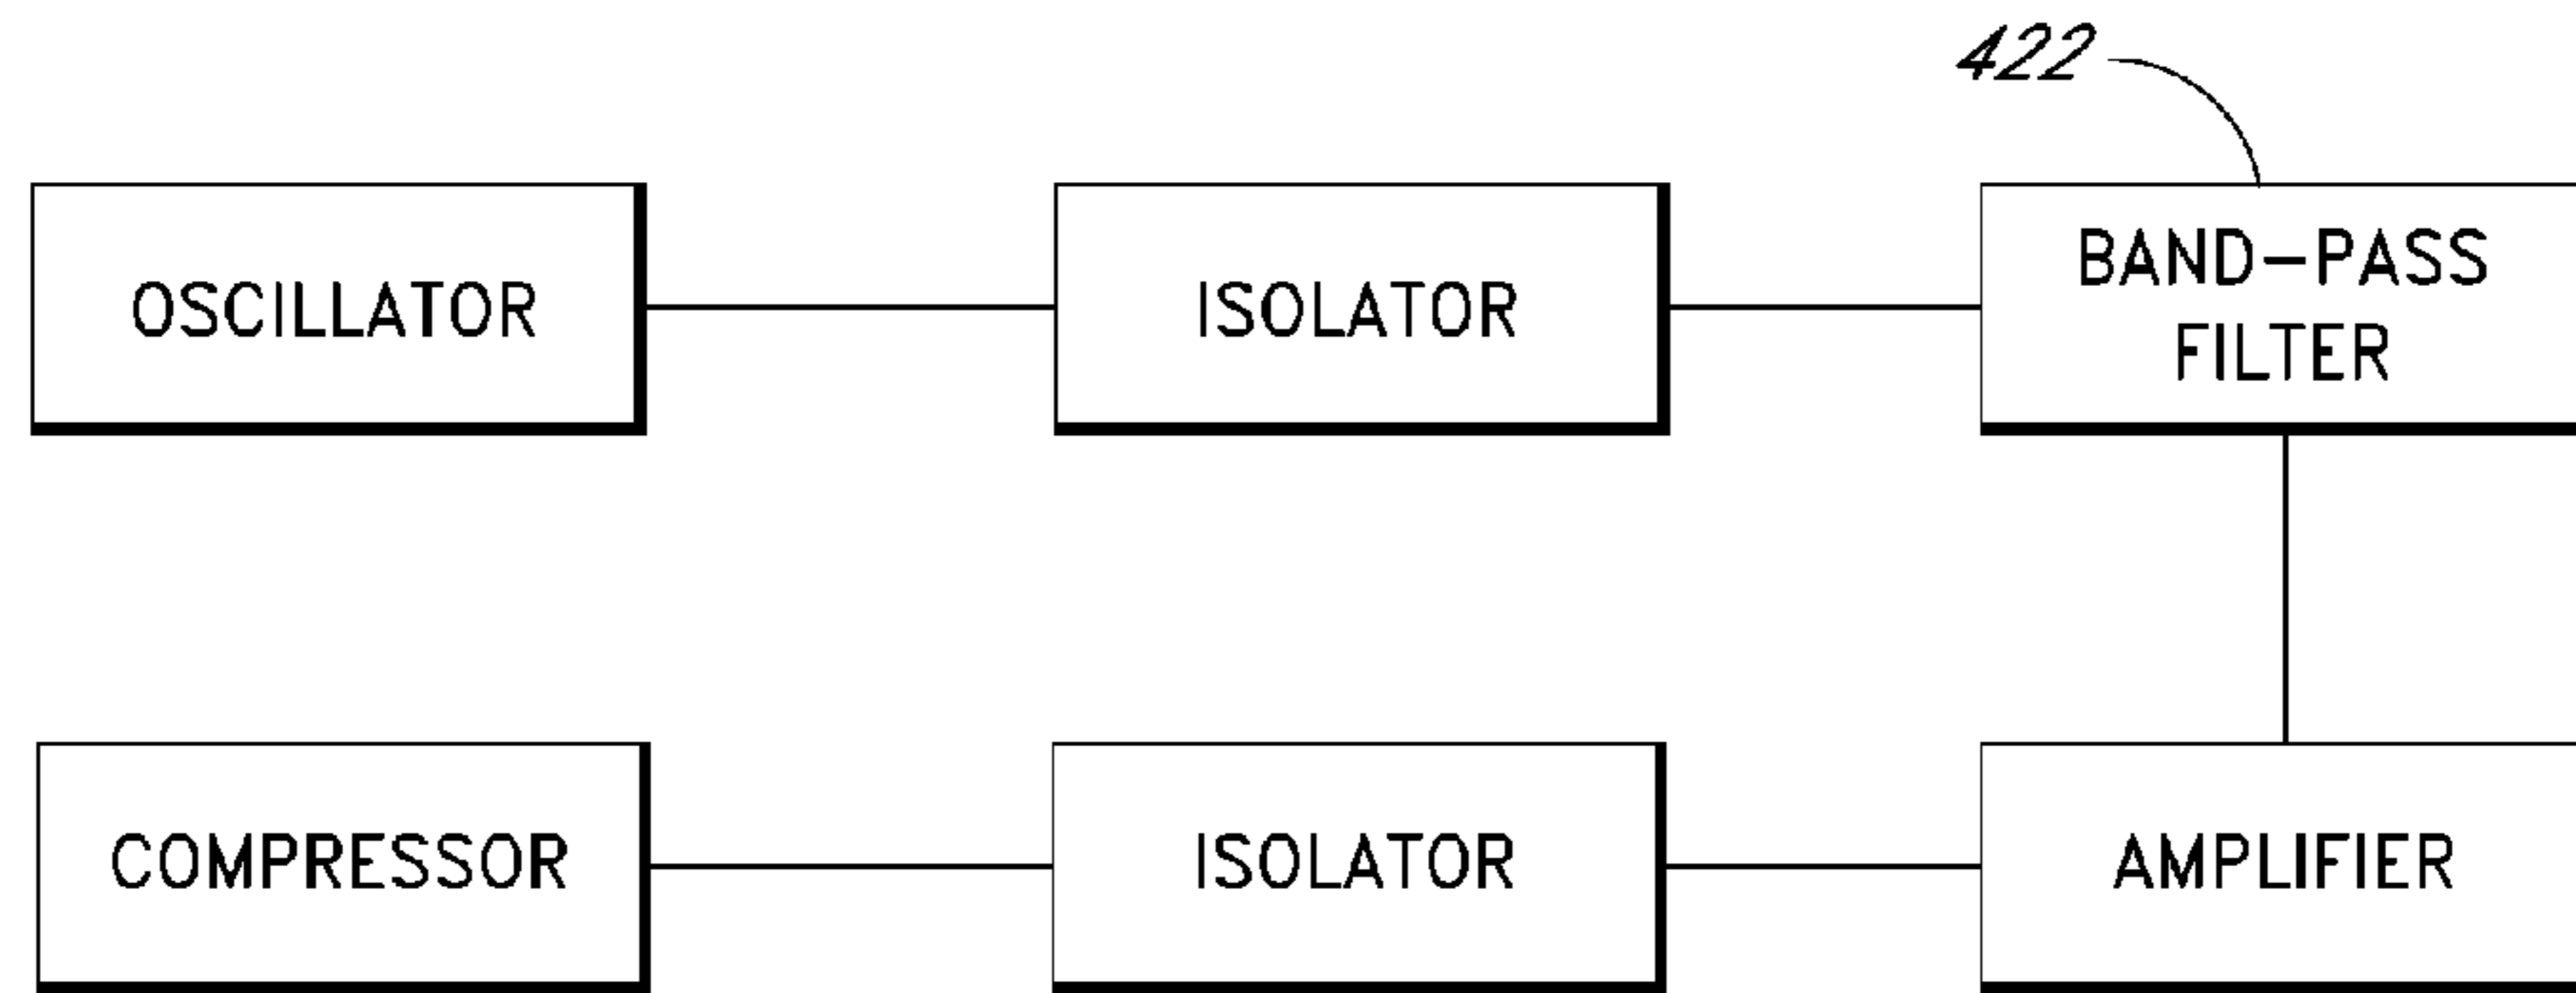 422
OSCILLATOR
ISOLATOR
BAND-PASS
FILTER
COMPRESSOR
ISOLATOR
AMPLIFIER